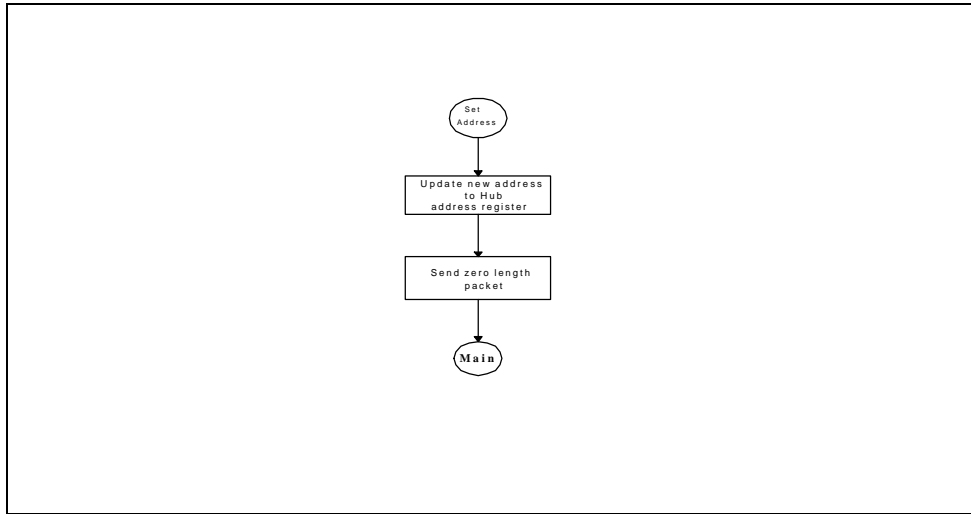 Set
Address
Update new address
to Hub
address register
Send zero length
packet
Main